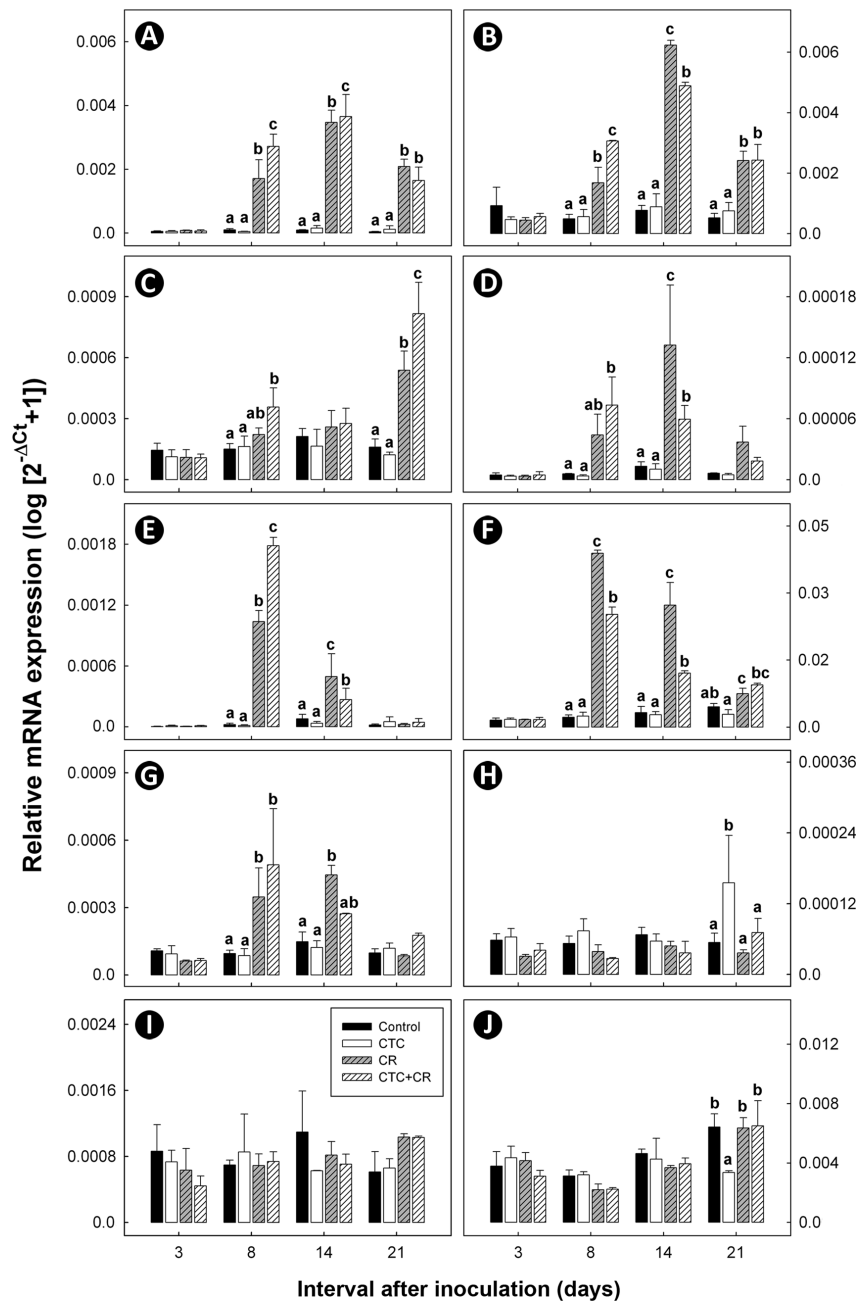 Relative mRNA expression (log [2^-ΔCt+1])
A
0.006
0.004
0.002
0.0
a a b c
a a b c
a a b b
B
0.006
0.004
0.002
0.0
a a b c
a a c b
a a b b
C
0.0009
0.0006
0.0003
0.0
a a ab b
a a b c
D
0.00018
0.00012
0.00006
0.0
a a ab b
a a c b
E
0.0018
0.0012
0.0006
0.0
a a b c
a a c b
F
0.05
0.03
0.02
0.0
a a c b
a a c b
ab a c bc
G
0.0009
0.0006
0.0003
0.0
a a b b
a a b ab
H
0.00036
0.00024
0.00012
0.0
a b a a
I
0.0024
0.0016
0.0008
0.0
Control
CTC
CR
CTC+CR
3 8 14 21
J
0.012
0.008
0.004
0.0
b a b b
3 8 14 21
Interval after inoculation (days)